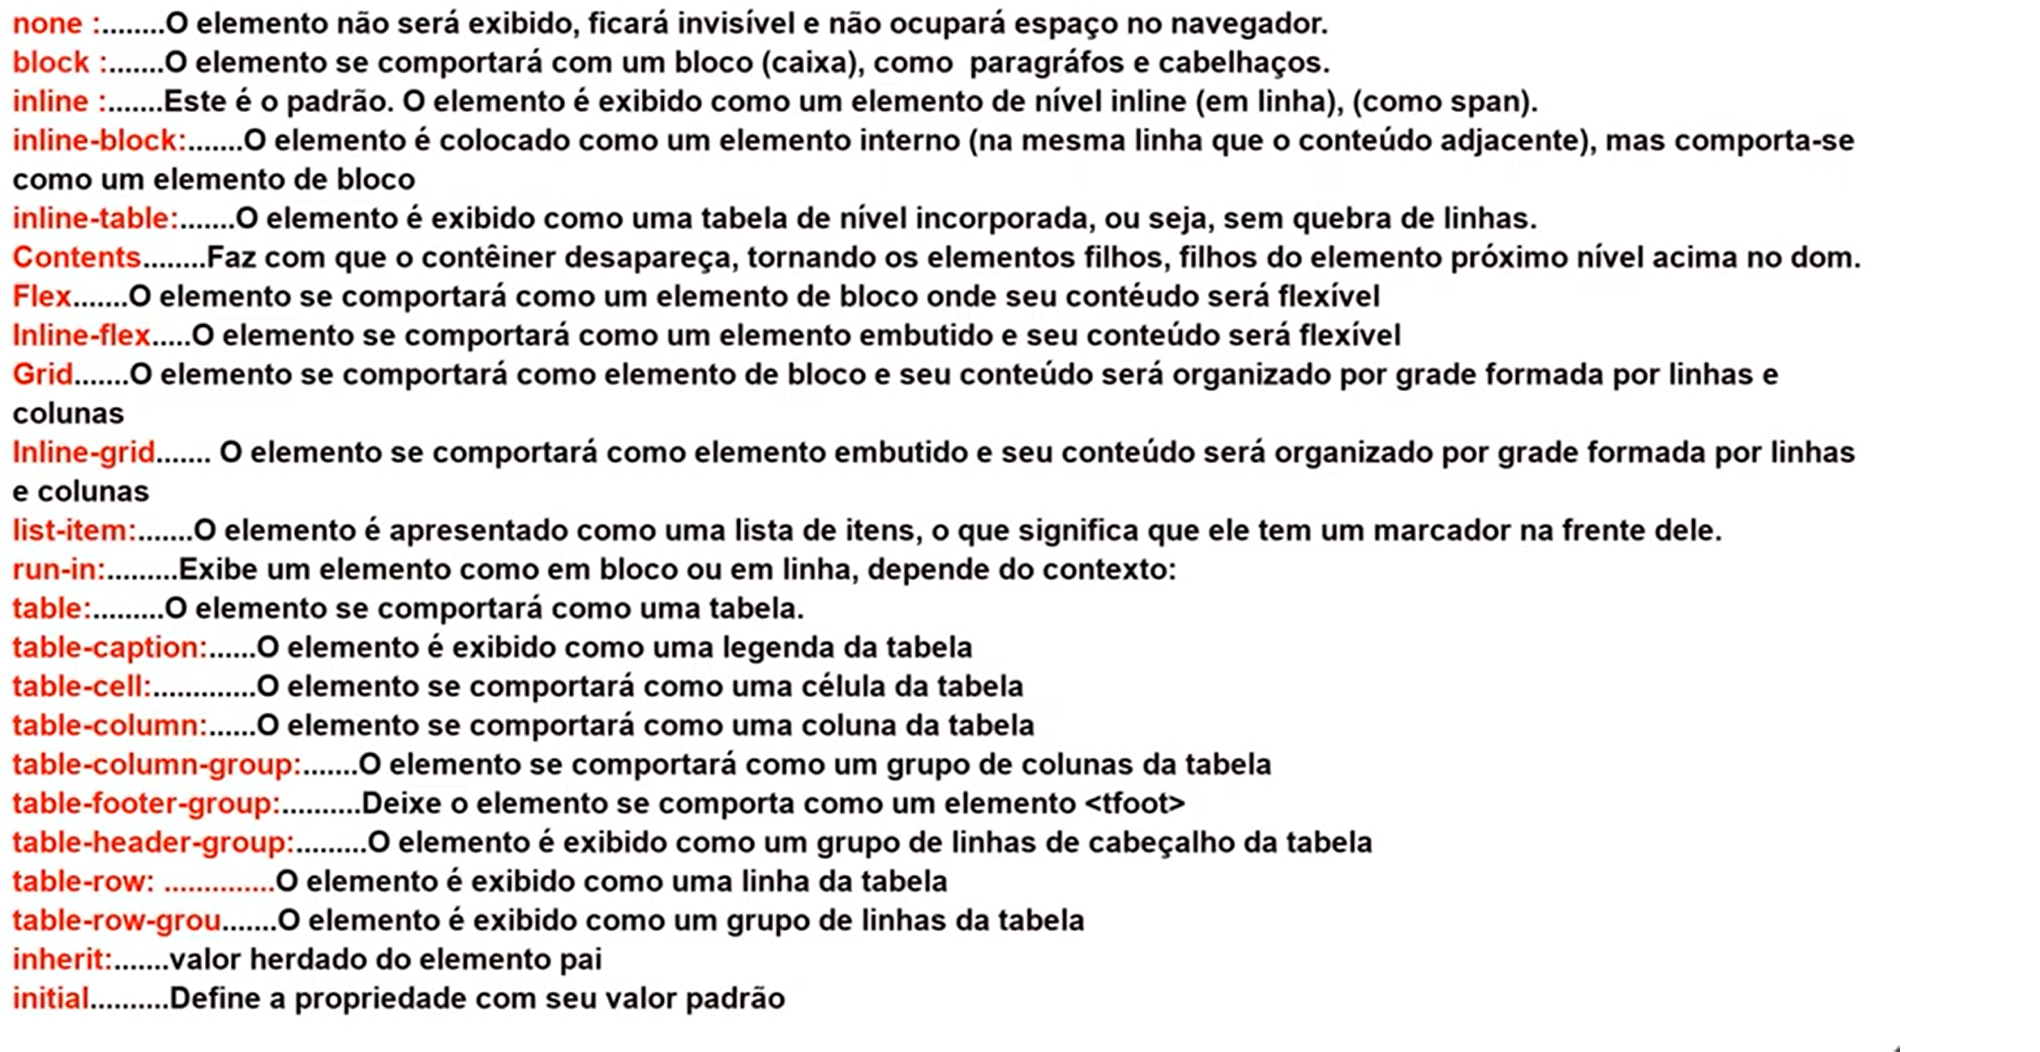 none :........O elemento não será exibido, ficará invisível e não ocupará espaço no navegador.
block :.......O elemento se comportará com um bloco (caixa), como  paragráfos e cabelhaços.
inline :.......Este é o padrão. O elemento é exibido como um elemento de nível inline (em linha), (como span).
inline-block:.......O elemento é colocado como um elemento interno (na mesma linha que o conteúdo adjacente), mas comporta-se
como um elemento de bloco
inline-table:.......O elemento é exibido como uma tabela de nível incorporada, ou seja, sem quebra de linhas.
Contents........Faz com que o contêiner desapareça, tornando os elementos filhos, filhos do elemento próximo nível acima no dom.
Flex.......O elemento se comportará como um elemento de bloco onde seu contéudo será flexível
Inline-flex.....O elemento se comportará como um elemento embutido e seu conteúdo será flexível
Grid.......O elemento se comportará como elemento de bloco e seu conteúdo será organizado por grade formada por linhas e
colunas
Inline-grid....... O elemento se comportará como elemento embutido e seu conteúdo será organizado por grade formada por linhas
e colunas
list-item:.......O elemento é apresentado como uma lista de itens, o que significa que ele tem um marcador na frente dele.
run-in:.........Exibe um elemento como em bloco ou em linha, depende do contexto:
table:.........O elemento se comportará como uma tabela.
table-caption:......O elemento é exibido como uma legenda da tabela
table-cell:.............O elemento se comportará como uma célula da tabela
table-column:......O elemento se comportará como uma coluna da tabela
table-column-group:.......O elemento se comportará como um grupo de colunas da tabela
table-footer-group:..........Deixe o elemento se comporta como um elemento <tfoot>
table-header-group:.........O elemento é exibido como um grupo de linhas de cabeçalho da tabela
table-row: ..............O elemento é exibido como uma linha da tabela
table-row-grou.......O elemento é exibido como um grupo de linhas da tabela
inherit:.......valor herdado do elemento pai
initial..........Define a propriedade com seu valor padrão